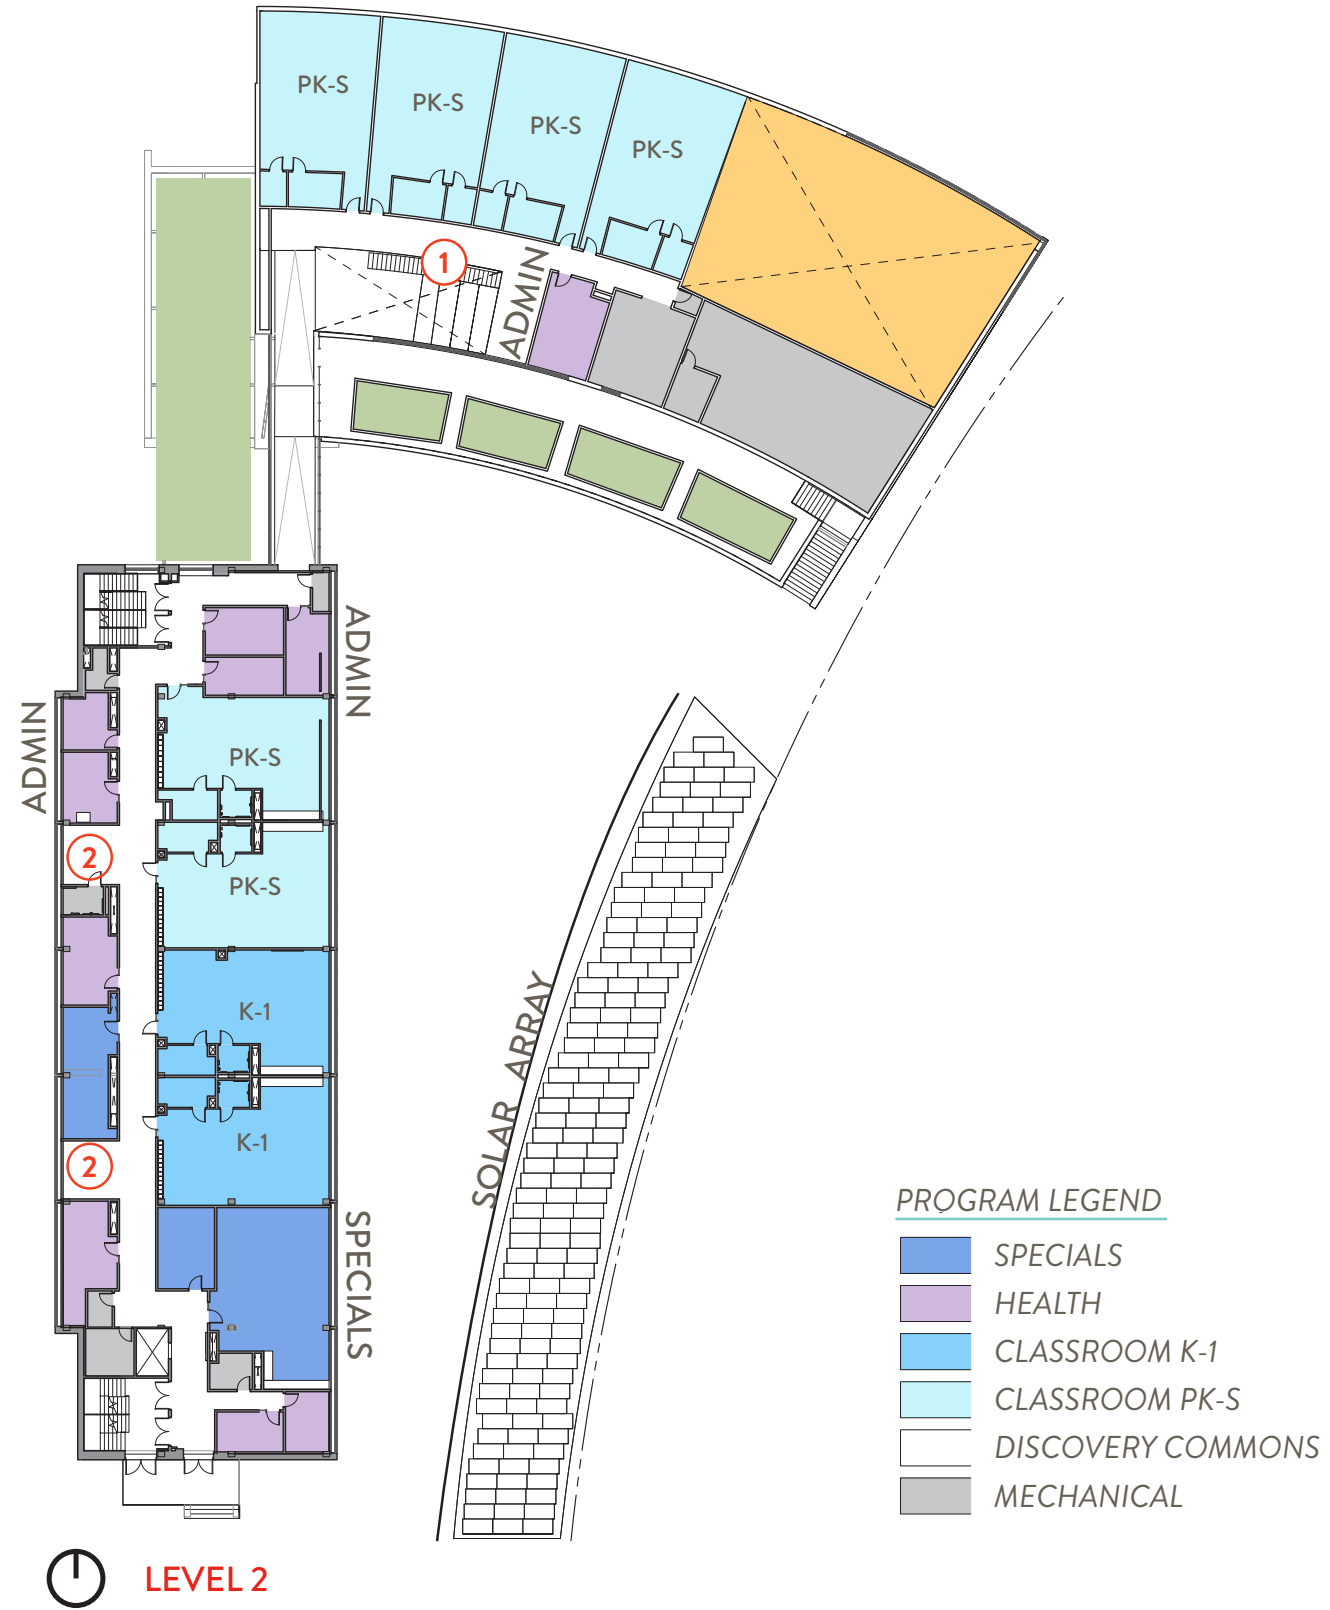 PK-S
PK-S
PK-S
PK-S
1
ADMIN
ADMIN
ADMIN
PK-S
2
PK-S
K-1
K-1
2
SPECIALS
SOLAR ARRAY
PROGRAM LEGEND
SPECIALS
HEALTH
CLASSROOM K-1
CLASSROOM PK-S
DISCOVERY COMMONS
MECHANICAL
LEVEL 2